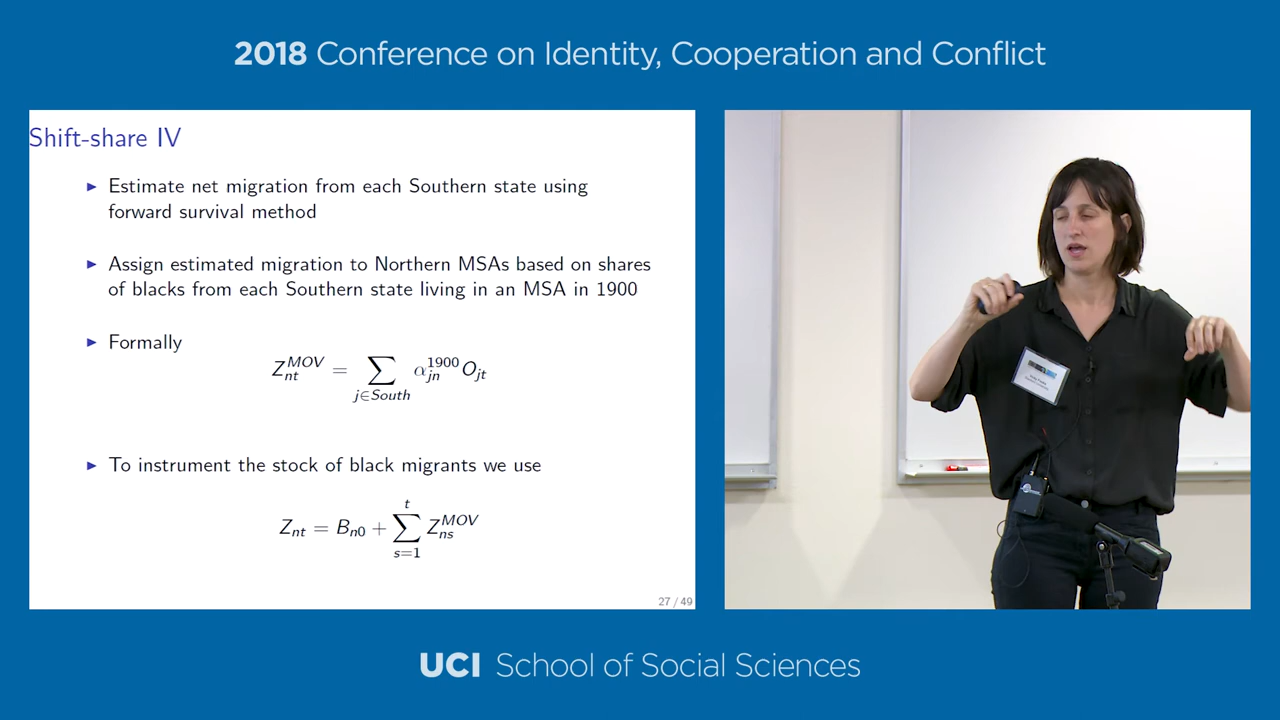 2018 Conference on Identity, Cooperation and Conflict
Shift-share IV
► Estimate net migration from each Southern state using
forward survival method
► Assign estimated migration to Northern MSAs based on shares
of blacks from each Southern state living in an MSA in 1900
► Formally
Z_{nt}^{MOV} = \sum_{j∈South} α_{jn}^{1900} O_{jt}
► To instrument the stock of black migrants we use
Z_{nt} = B_{n0} + \sum_{s=1}^{t} Z_{ns}^{MOV}
27 / 49
UCI School of Social Sciences